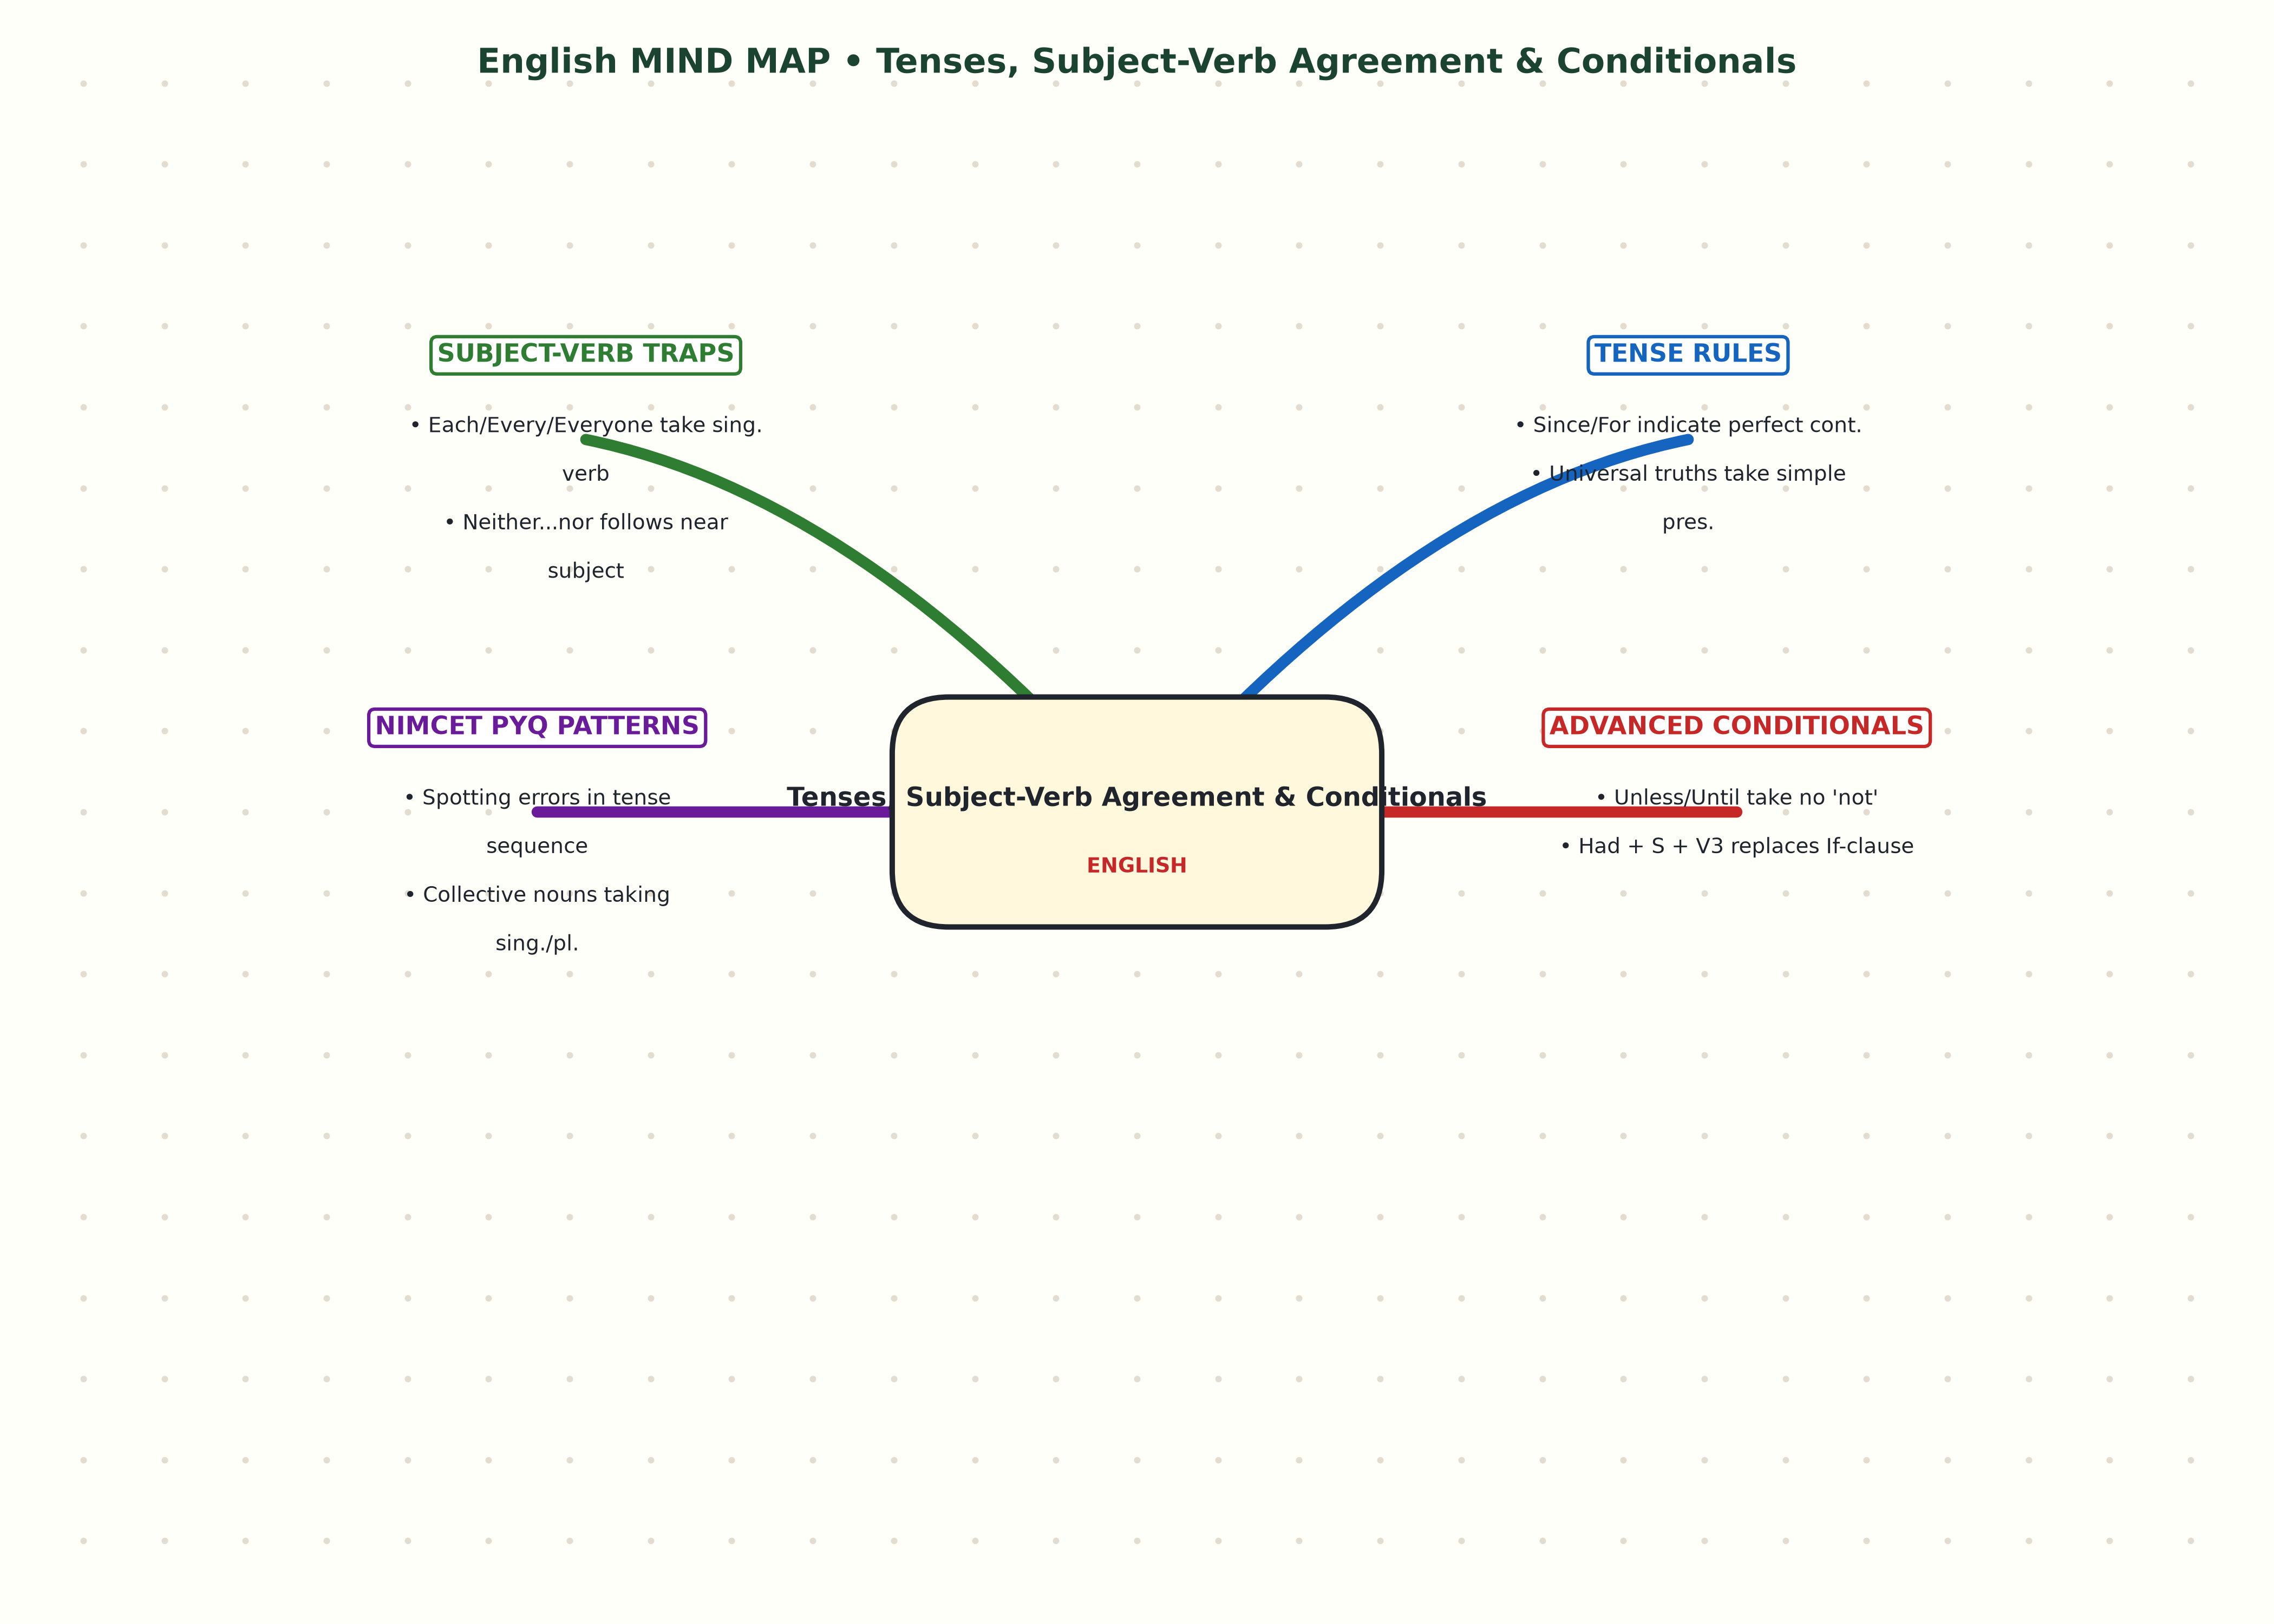 English MIND MAP • Tenses, Subject-Verb Agreement & Conditionals
SUBJECT-VERB TRAPS
• Each/Every/Everyone take sing.
verb
• Neither...nor follows near
subject
TENSE RULES
• Since/For indicate perfect cont.
• Universal truths take simple
pres.
NIMCET PYQ PATTERNS
• Spotting errors in tense
sequence
• Collective nouns taking
sing./pl.
Tenses, Subject-Verb Agreement & Conditionals
ENGLISH
ADVANCED CONDITIONALS
• Unless/Until take no 'not'
• Had + S + V3 replaces If-clause